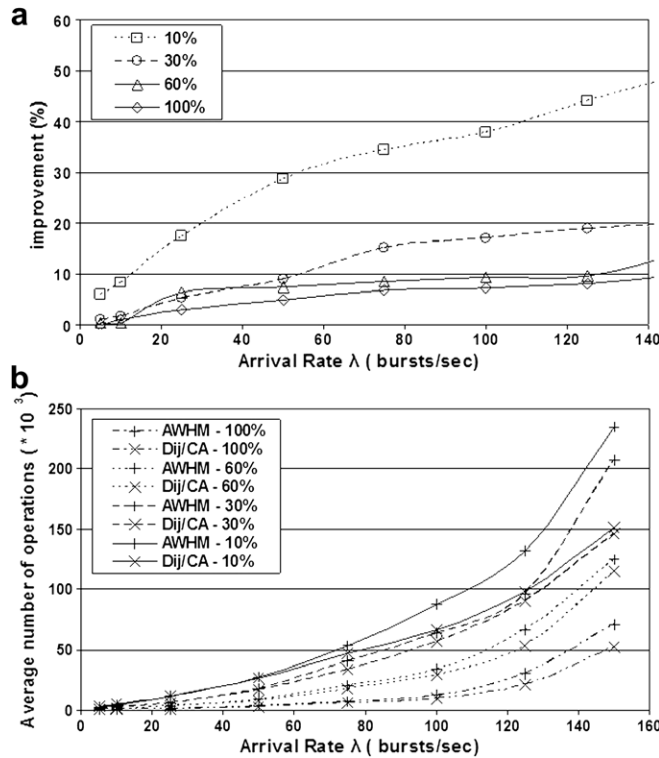 a
60
50
40
30
20
10
0
improvement (%)
10%
30%
60%
100%
0 20 40 60 80 100 120 140
Arrival Rate λ ( bursts/sec)
b
250
200
150
100
50
0
Average number of operations ( * 10 3)
AWHM - 100%
Dij/CA - 100%
AWHM - 60%
Dij/CA - 60%
AWHM - 30%
Dij/CA - 30%
AWHM - 10%
Dij/CA - 10%
0 20 40 60 80 100 120 140 160
Arrival Rate λ ( bursts/sec)